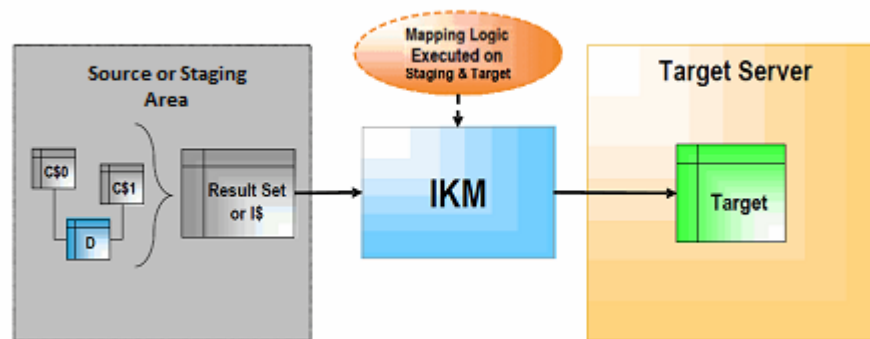 Source or Staging
Area
C$0
C$1
D
Result Set
or I$
Mapping Logic
Executed on
Staging & Target
IKM
Target Server
Target